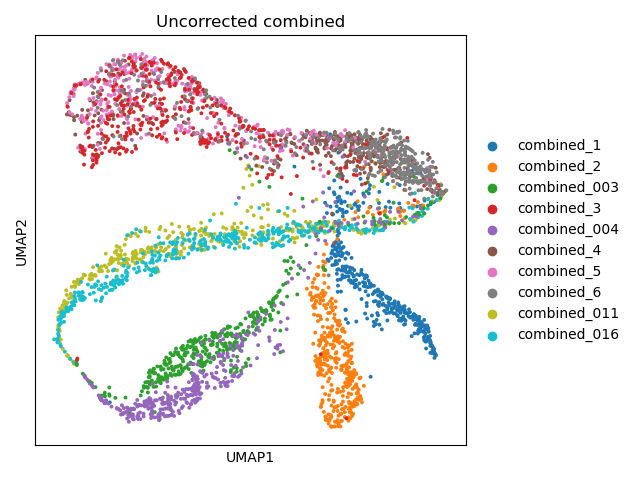 Uncorrected combined
UMAP2
UMAP1
combined_1
combined_2
combined_003
combined_3
combined_004
combined_4
combined_5
combined_6
combined_011
combined_016